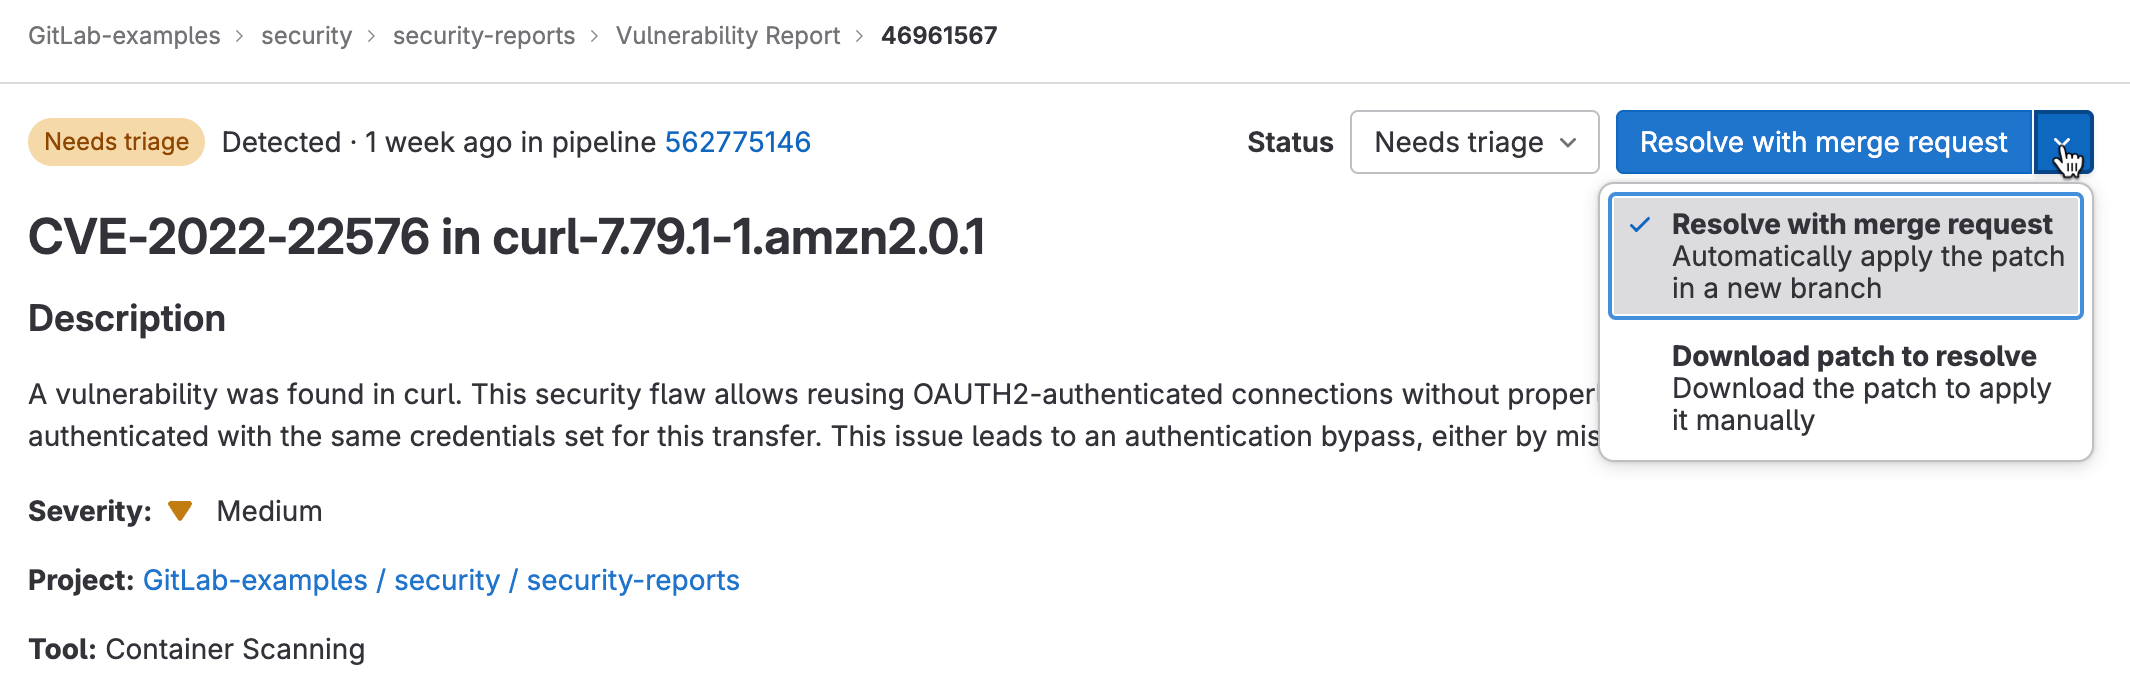 GitLab-examples > security > security-reports > Vulnerability Report > 46961567
Needs triage Detected · 1 week ago in pipeline 562775146 Status Needs triage Resolve with merge request
CVE-2022-22576 in curl-7.79.1-1.amzn2.0.1
Description
A vulnerability was found in curl. This security flaw allows reusing OAUTH2-authenticated connections without
authenticated with the same credentials set for this transfer. This issue leads to an authentication bypass, either by
Resolve with merge request
Automatically apply the patch
in a new branch
Download patch to resolve
Download the patch to apply
it manually
Severity: Medium
Project: GitLab-examples / security / security-reports
Tool: Container Scanning